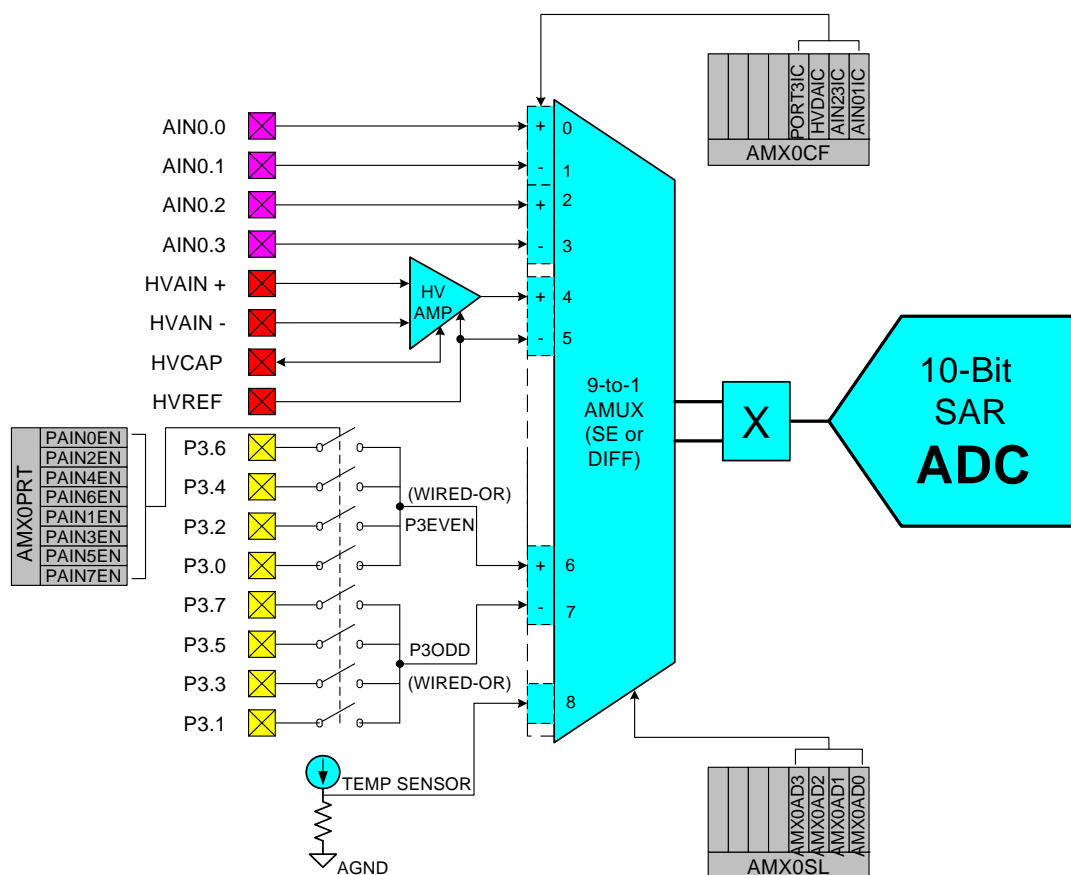 PORT3IC
HVDAIC
AIN23IC
AIN01IC
AMX0CF
AIN0.0
AIN0.1
AIN0.2
AIN0.3
HVAIN +
HVAIN -
HVCAP
HVREF
P3.6
P3.4
P3.2
P3.0
P3.7
P3.5
P3.3
P3.1
AMX0PRT
PAIN0EN
PAIN2EN
PAIN4EN
PAIN6EN
PAIN1EN
PAIN3EN
PAIN5EN
PAIN7EN
HV
AMP
(WIRED-OR)
P3EVEN
P3ODD
(WIRED-OR)
TEMP SENSOR
AGND
+ 0
- 1
+ 2
- 3
+ 4
- 5
+ 6
- 7
8
9-to-1
AMUX
(SE or
DIFF)
X
10-Bit
SAR
ADC
AMX0AD3
AMX0AD2
AMX0AD1
AMX0AD0
AMX0SL